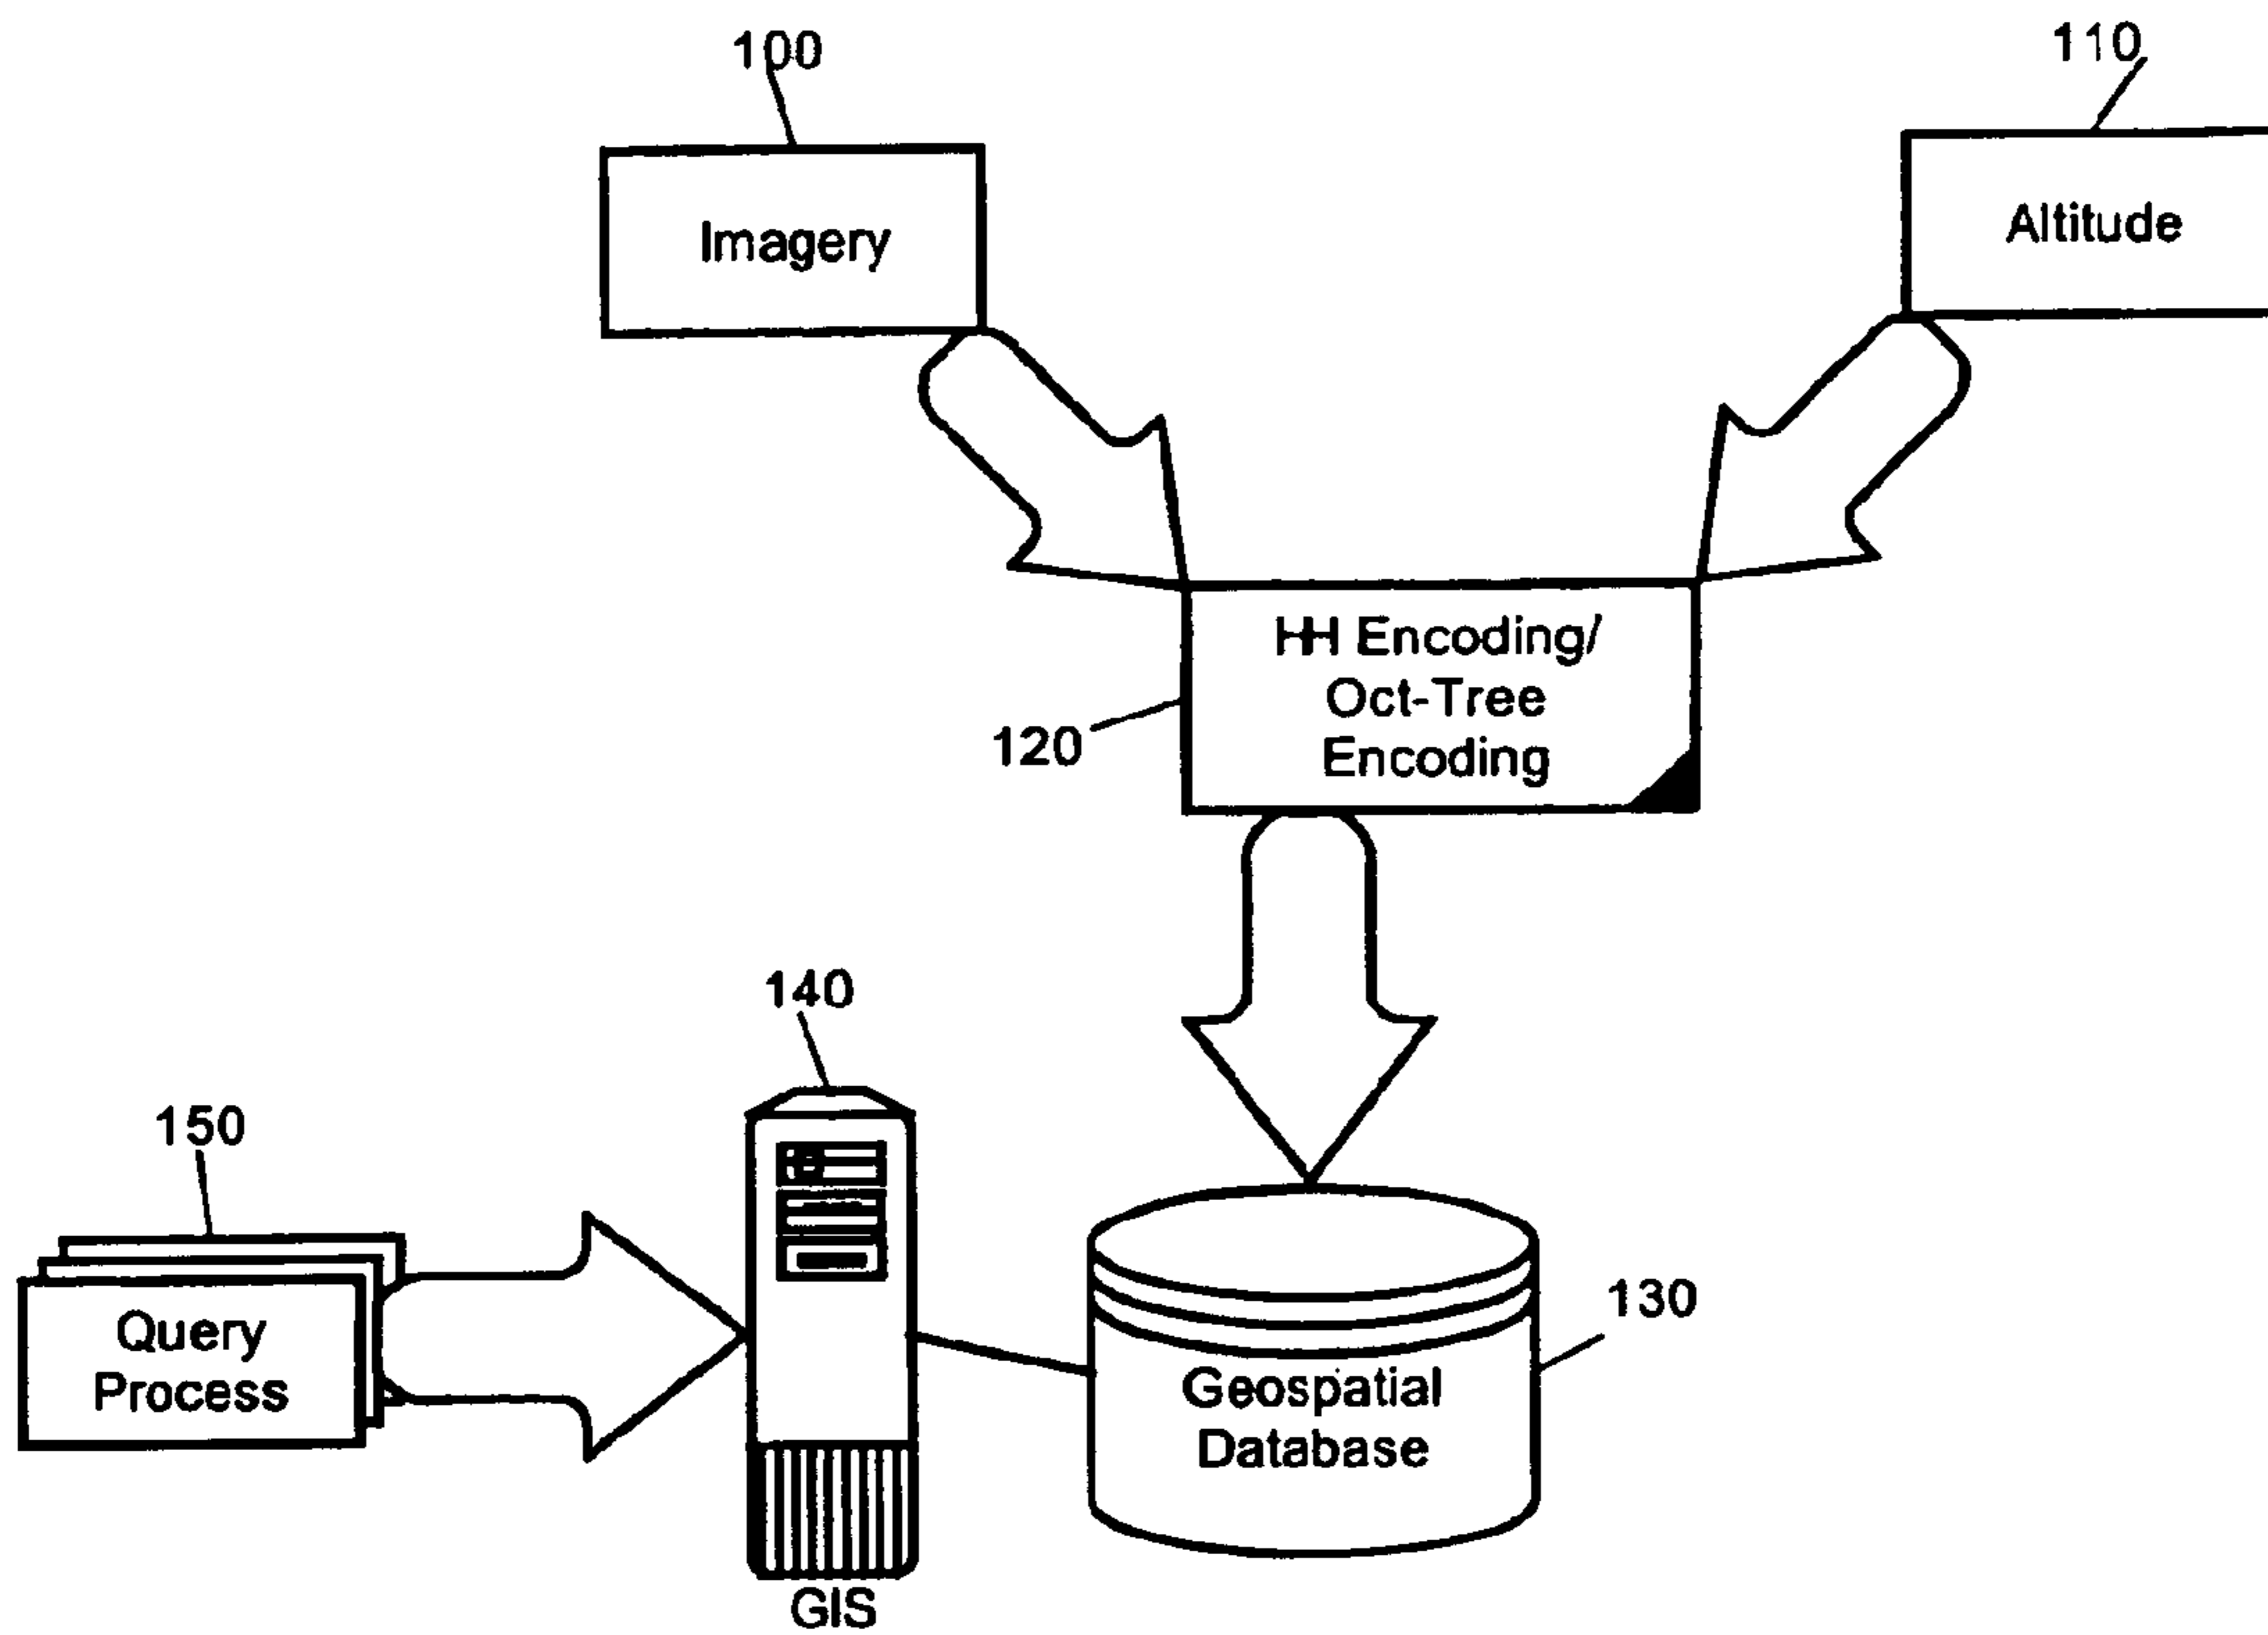 100
110
Imagery
Altitude
HH Encoding/
Oct-Tree
Encoding
120
140
150
130
Query
Process
Geospatial
Database
GIS